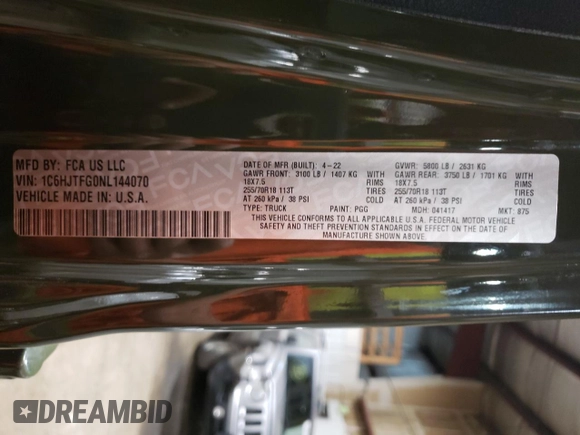 MFD BY: FCA US LLC
VIN: 1C6HJTFG0NL144070
VEHICLE MADE IN: U.S.A.
DATE OF MFR (BUILT): 4-22
GVWR: 5800 LB / 2631 KG
GAWR FRONT: 3100 LB / 1407 KG
GAWR REAR: 3750 LB / 1701 KG
18X7.5
18X7.5
255/70R18 113T
TIRES
255/70R18 113T
TIRES
AT 260 kPa / 38 PSI
COLD
AT 260 kPa / 38 PSI
COLD
TYPE: TRUCK
PAINT: PGG
MDH: 041417
MKT: 875
THIS VEHICLE CONFORMS TO ALL APPLICABLE U.S.A. FEDERAL MOTOR VEHICLE
SAFETY AND THEFT PREVENTION STANDARDS IN EFFECT ON THE DATE OF
MANUFACTURE SHOWN ABOVE.
DREAMBID